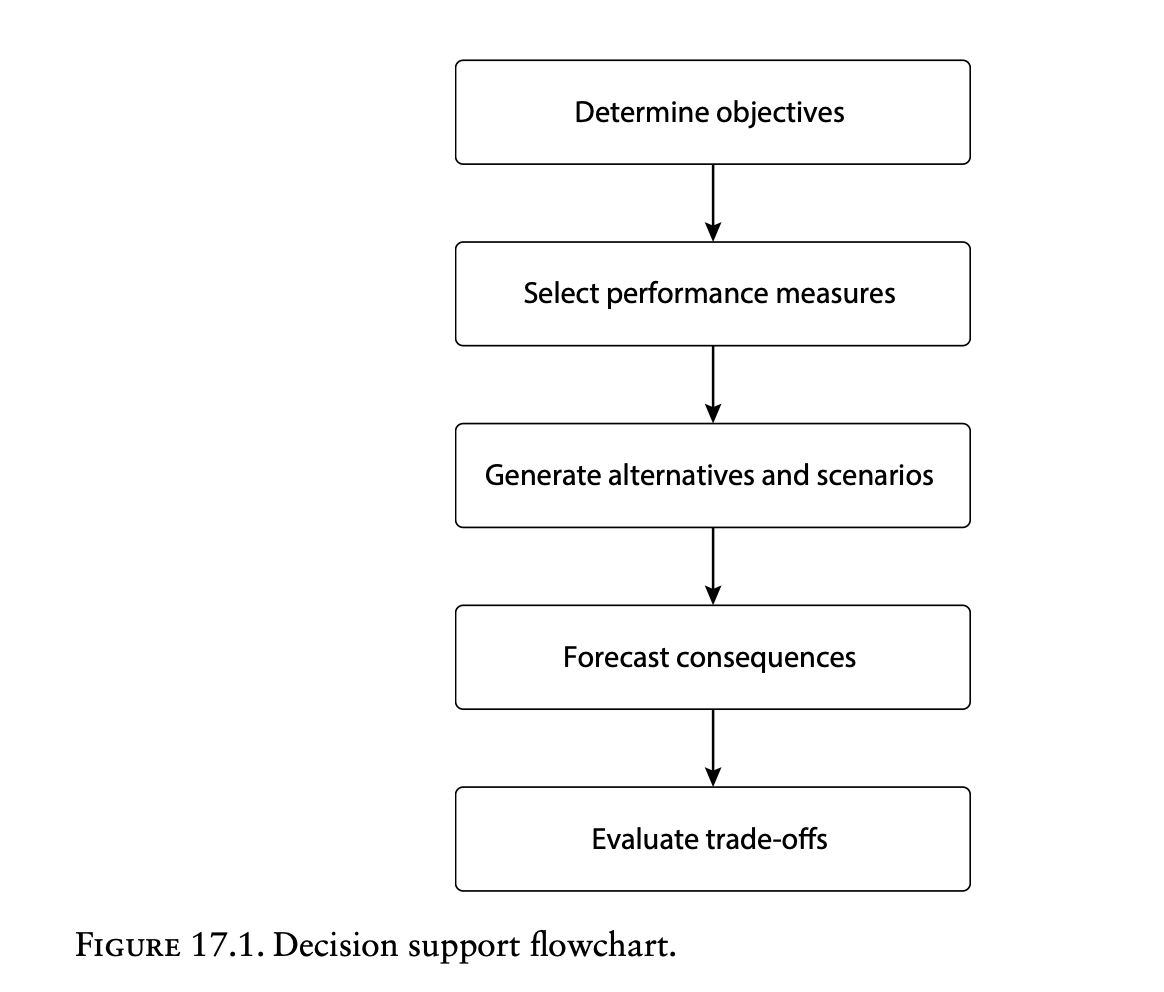 Determine objectives
Select performance measures
Generate alternatives and scenarios
Forecast consequences
Evaluate trade-offs
FIGURE 17.1. Decision support flowchart.